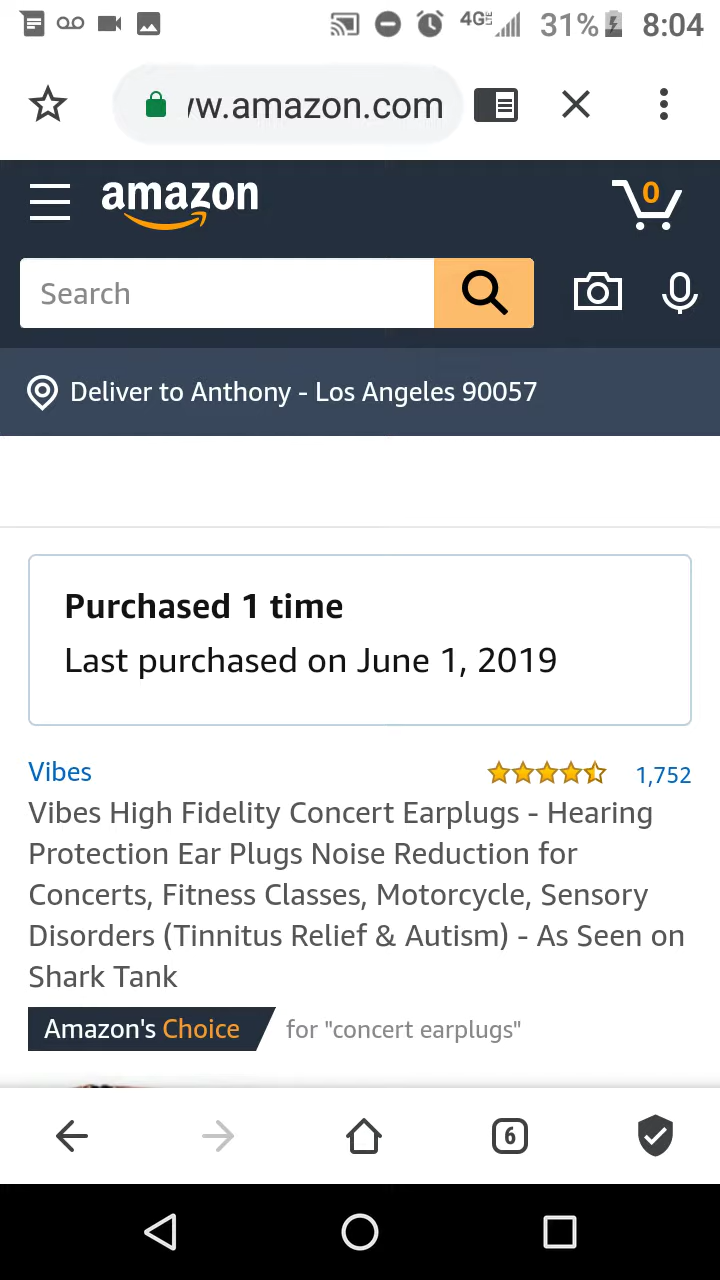 4G LTE 31% 8:04
/w.amazon.com
amazon 0
Search
Deliver to Anthony - Los Angeles 90057
Purchased 1 time
Last purchased on June 1, 2019
Vibes 1,752
Vibes High Fidelity Concert Earplugs - Hearing
Protection Ear Plugs Noise Reduction for
Concerts, Fitness Classes, Motorcycle, Sensory
Disorders (Tinnitus Relief & Autism) - As Seen on
Shark Tank
Amazon's Choice for "concert earplugs"
6